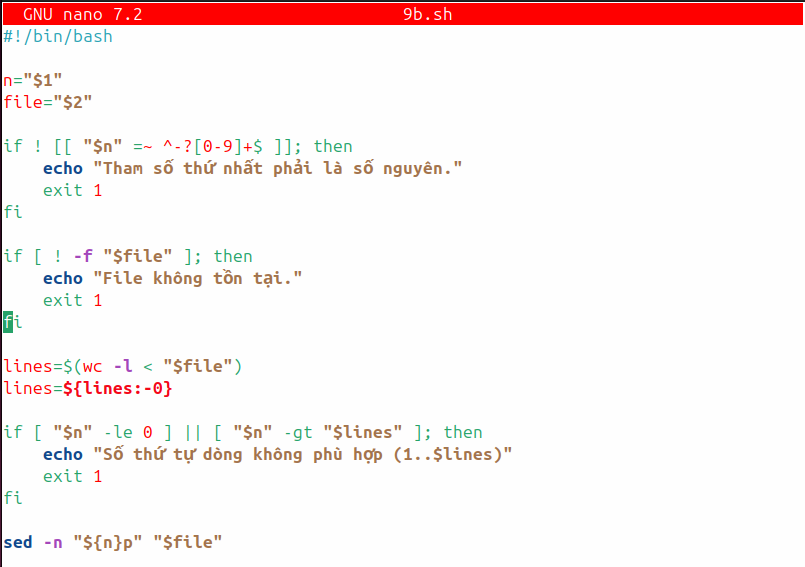 GNU nano 7.2 9b.sh
#!/bin/bash
n="$1"
file="$2"
if ! [[ "$n" =~ ^-?[0-9]+$ ]]; then
    echo "Tham số thứ nhất phải là số nguyên."
    exit 1
fi
if [ ! -f "$file" ]; then
    echo "File không tồn tại."
    exit 1
fi
lines=$(wc -l < "$file")
lines=${lines:-0}
if [ "$n" -le 0 ] || [ "$n" -gt "$lines" ]; then
    echo "Số thứ tự dòng không phù hợp (1..$lines)"
    exit 1
fi
sed -n "${n}p" "$file"